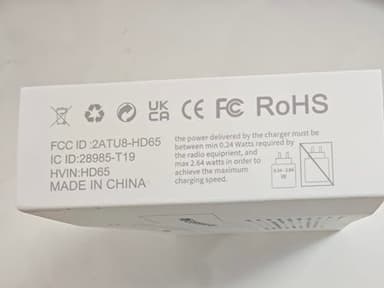 UK
CA
CE FC RoHS
FCC ID :2ATU8-HD65
IC ID:28985-T19
HVIN:HD65
MADE IN CHINA
the power delivered by the charger must be
between min 0.24 Watts required by
the radio equiprient, and
max 2.64 watts in order to
achieve the maximum
charging speed.
W